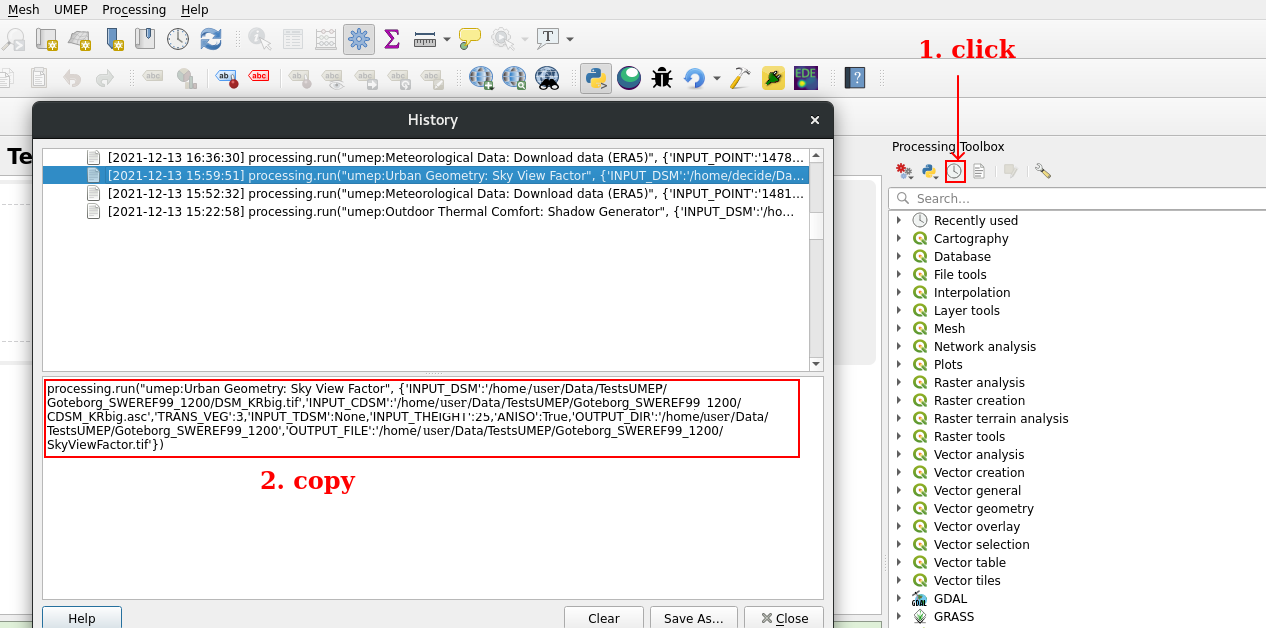 Mesh UMEP Processing Help
abc
ab
abc
ab
abc
abc
T
EDE
?
1. click
History
Te
[2021-12-13 16:36:30] processing.run("umep:Meteorological Data: Download data (ERA5)", {'INPUT_POINT':'1478...
[2021-12-13 15:59:51] processing.run("umep:Urban Geometry: Sky View Factor", {'INPUT_DSM':'/home/decide/Da...
[2021-12-13 15:52:32] processing.run("umep:Meteorological Data: Download data (ERA5)", {'INPUT_POINT':'1481...
[2021-12-13 15:22:58] processing.run("umep:Outdoor Thermal Comfort: Shadow Generator", {'INPUT_DSM':'/ho...
processing.run("umep:Urban Geometry: Sky View Factor", {'INPUT_DSM':'/home/user/Data/TestsUMEP/
Goteborg_SWEREF99_1200/DSM_KRbig.tif','INPUT_CDSM':'/home/user/Data/TestsUMEP/Goteborg_SWEREF99_1200/
CDSM_KRbig.asc','TRANS_VEG':3,'INPUT_TDSM':None,'INPUT_THEIGHT':25,'ANISO':True,'OUTPUT_DIR':'/home/user/Data/
TestsUMEP/Goteborg_SWEREF99_1200','OUTPUT_FILE':'/home/user/Data/TestsUMEP/Goteborg_SWEREF99_1200/
SkyViewFactor.tif'})
2. copy
Help Clear Save As... Close
Processing Toolbox
Search...
Recently used
Cartography
Database
File tools
Interpolation
Layer tools
Mesh
Network analysis
Plots
Raster analysis
Raster creation
Raster terrain analysis
Raster tools
Vector analysis
Vector creation
Vector general
Vector geometry
Vector overlay
Vector selection
Vector table
Vector tiles
GDAL
GRASS